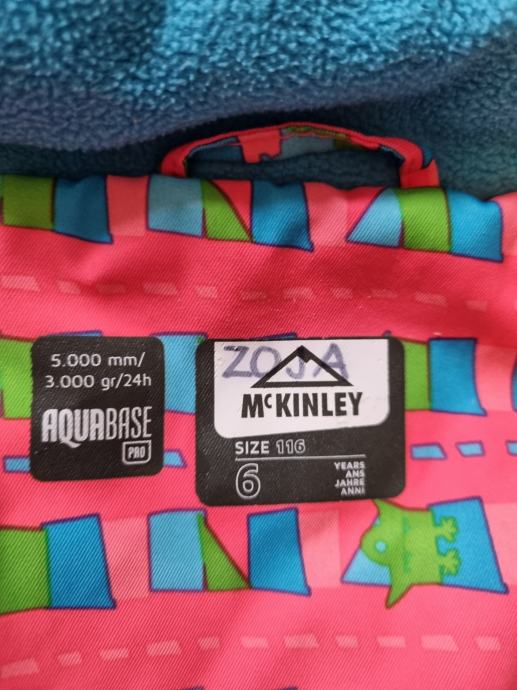 5.000 mm/
3.000 gr/24h
AQUABASE
PRO
ZOJA
McKINLEY
SIZE 116
6
YEARS
ANS
JAHRE
ANNI